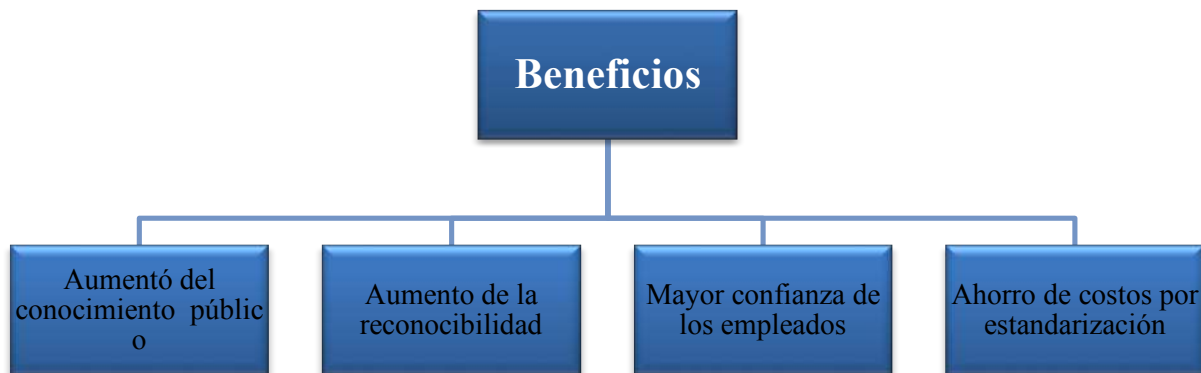 Beneficios
Aumentó del
conocimiento públic
o
Aumento de la
reconocibilidad
Mayor confianza de
los empleados
Ahorro de costos por
estandarización